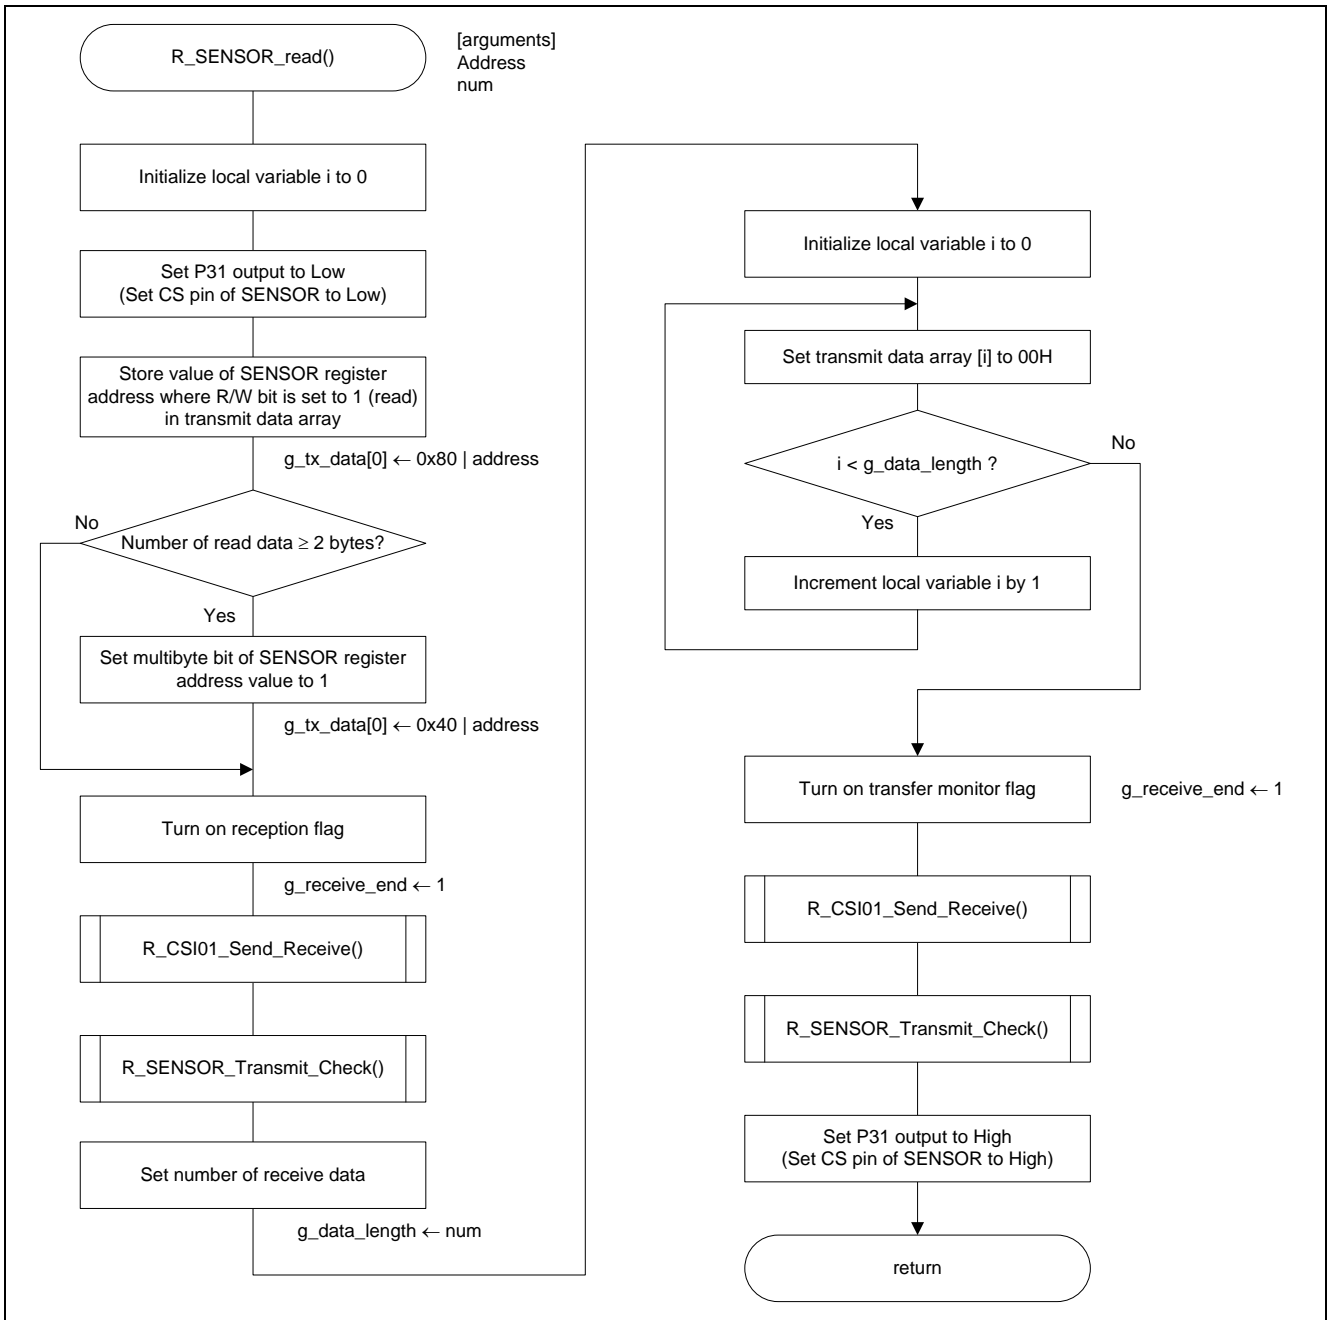 R_SENSOR_read()
[arguments]
Address
num
Initialize local variable i to 0
Set P31 output to Low
(Set CS pin of SENSOR to Low)
Store value of SENSOR register
address where R/W bit is set to 1 (read)
in transmit data array
g_tx_data[0] ← 0x80 | address
No
Number of read data ≥ 2 bytes?
Yes
Set multibyte bit of SENSOR register
address value to 1
g_tx_data[0] ← 0x40 | address
Turn on reception flag
g_receive_end ← 1
R_CSI01_Send_Receive()
R_SENSOR_Transmit_Check()
Set number of receive data
g_data_length ← num
Initialize local variable i to 0
Set transmit data array [i] to 00H
No
i < g_data_length ?
Yes
Increment local variable i by 1
Turn on transfer monitor flag
g_receive_end ← 1
R_CSI01_Send_Receive()
R_SENSOR_Transmit_Check()
Set P31 output to High
(Set CS pin of SENSOR to High)
return